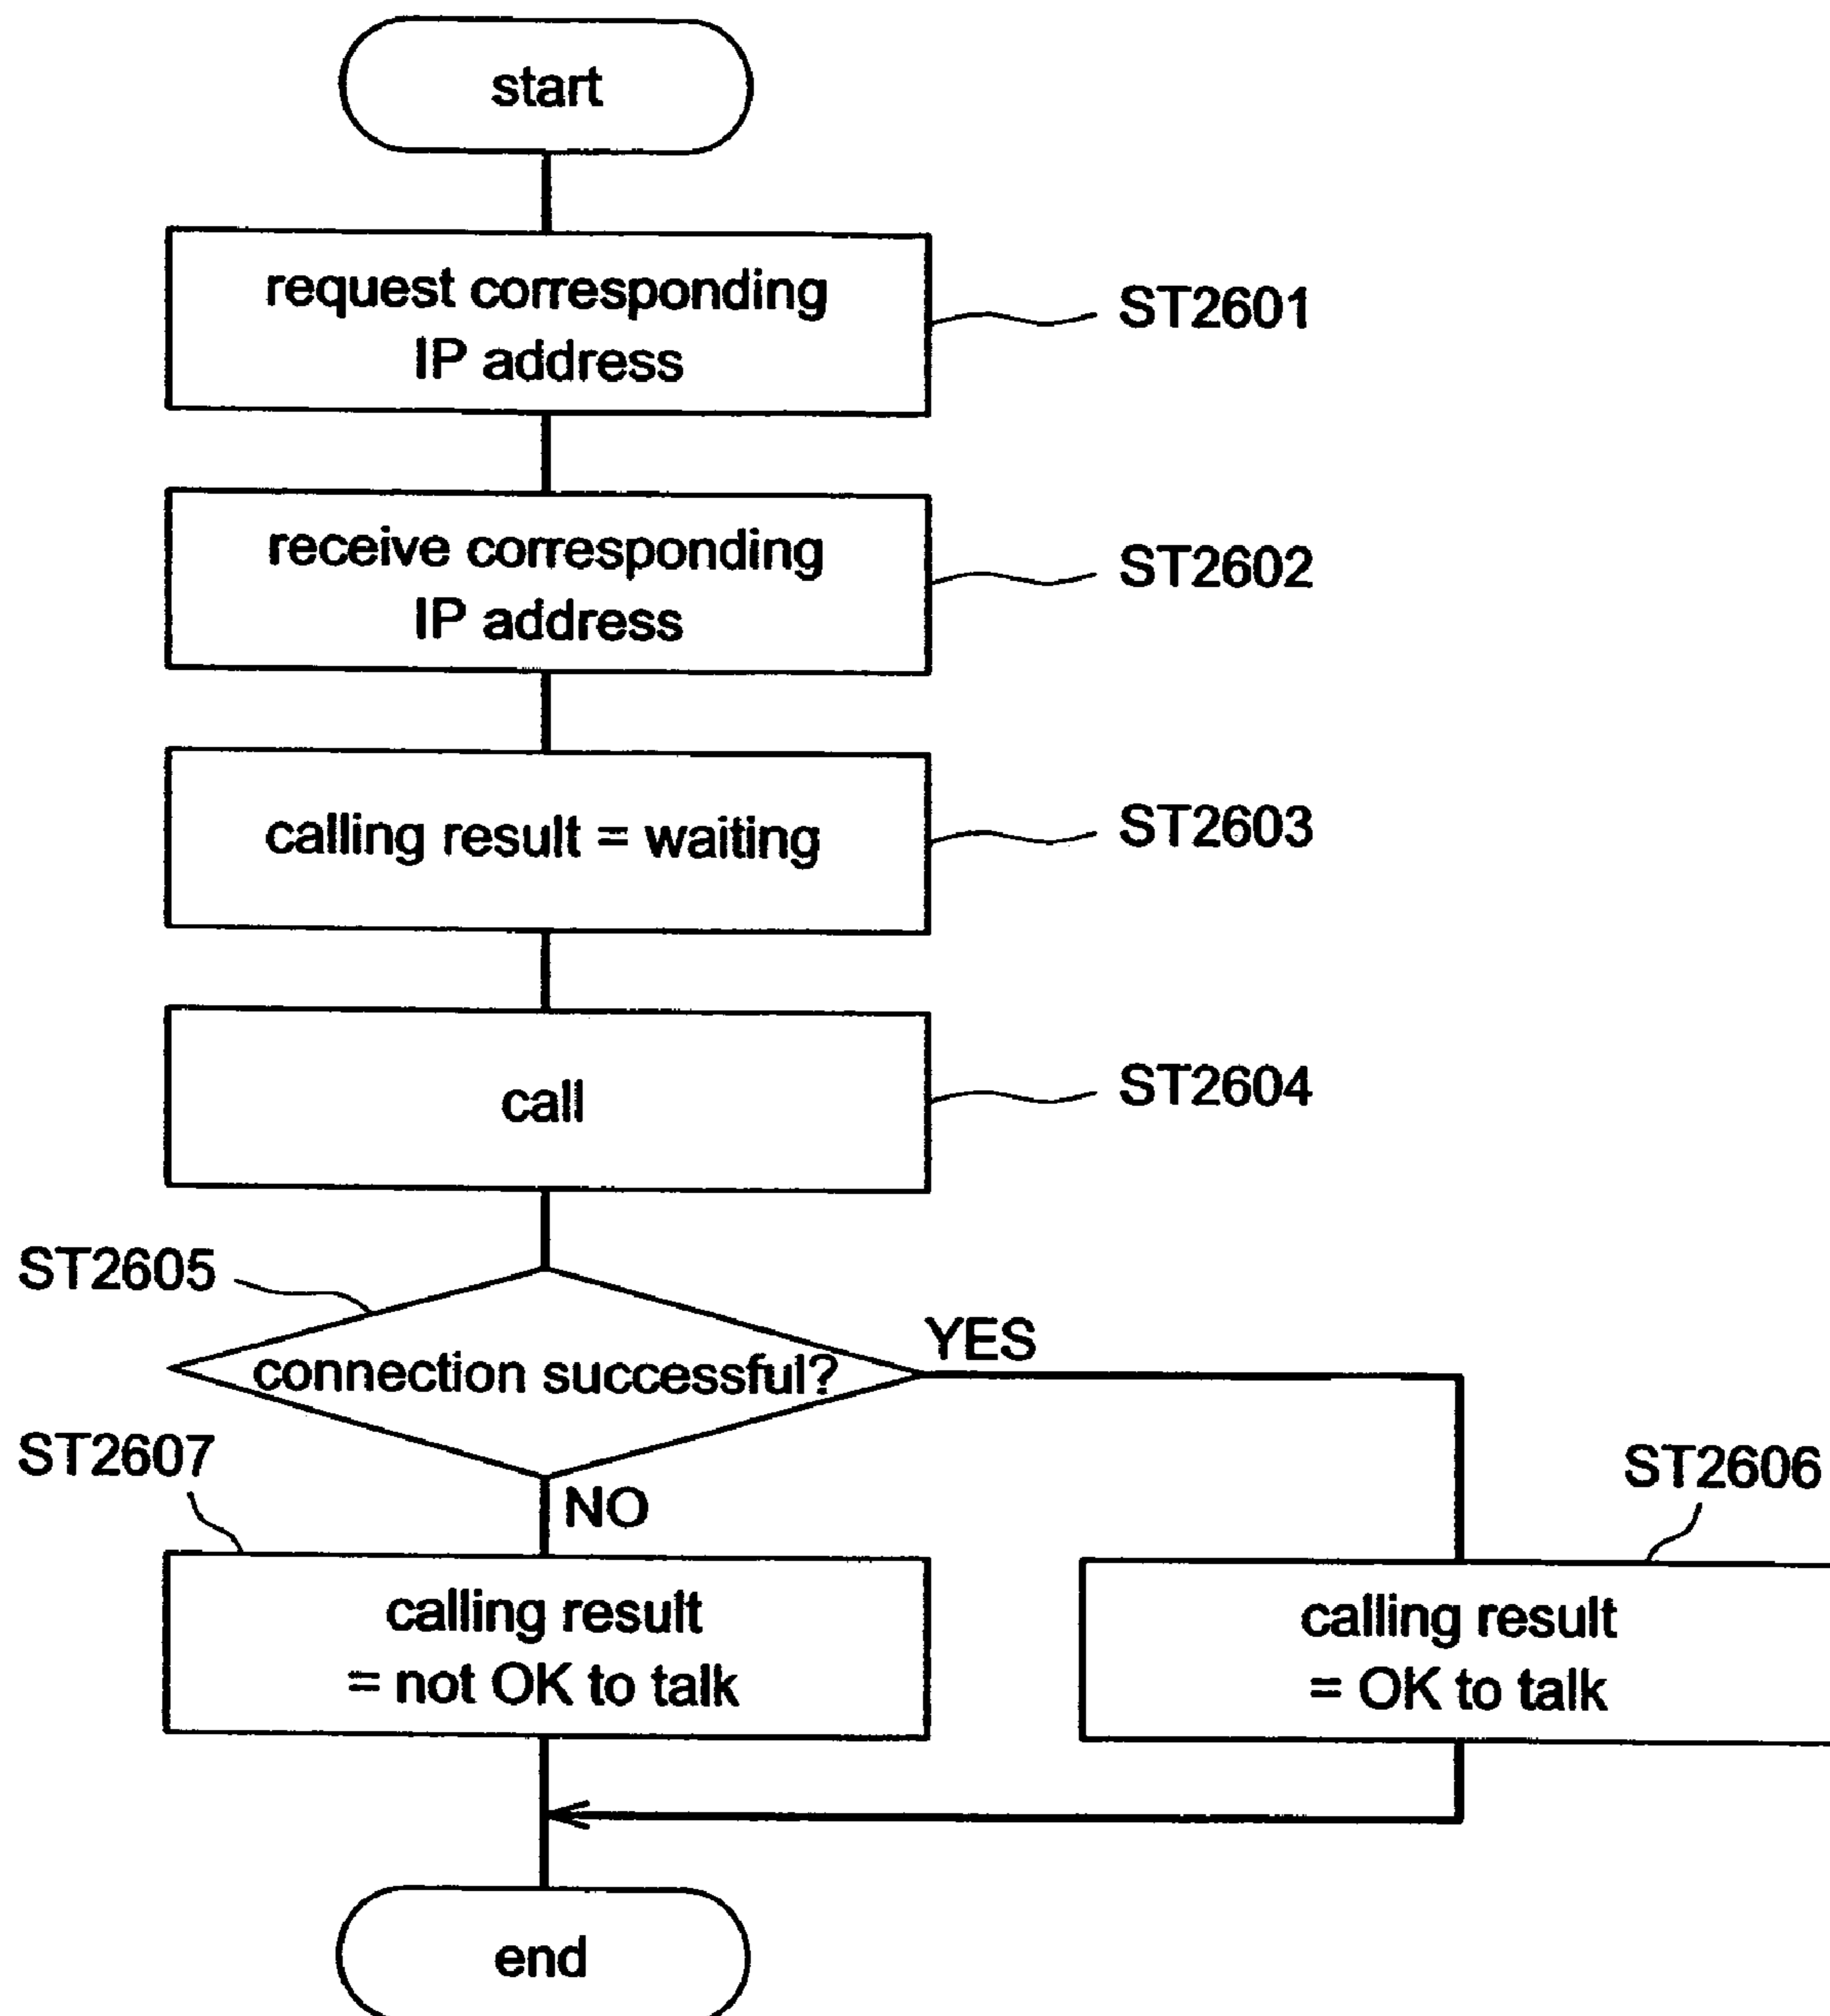 start
request corresponding
IP address
ST2601
receive corresponding
IP address
ST2602
calling result = waiting
ST2603
call
ST2604
ST2605
connection successful?
YES
ST2607
NO
ST2606
calling result
= not OK to talk
calling result
= OK to talk
end